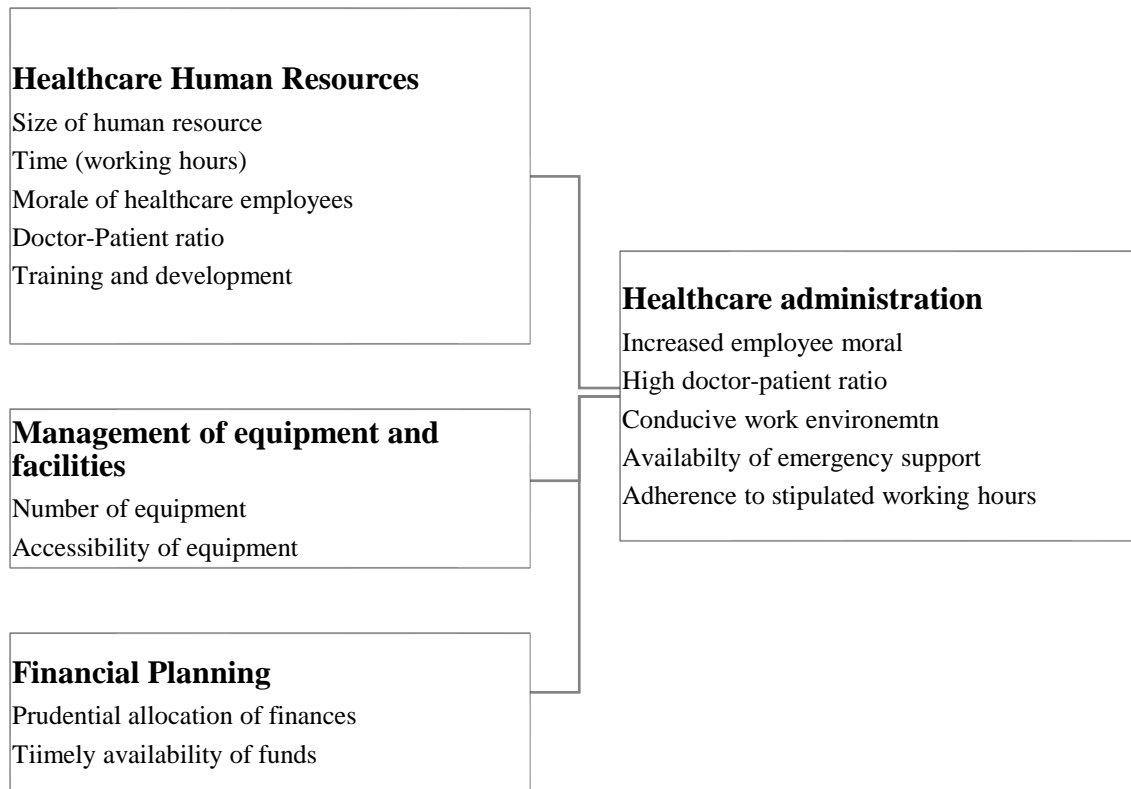 Healthcare Human Resources
Size of human resource
Time (working hours)
Morale of healthcare employees
Doctor-Patient ratio
Training and development
Management of equipment and
facilities
Number of equipment
Accessibility of equipment
Financial Planning
Prudential allocation of finances
Tiimely availability of funds
Healthcare administration
Increased employee moral
High doctor-patient ratio
Conducive work environemtn
Availabilty of emergency support
Adherence to stipulated working hours